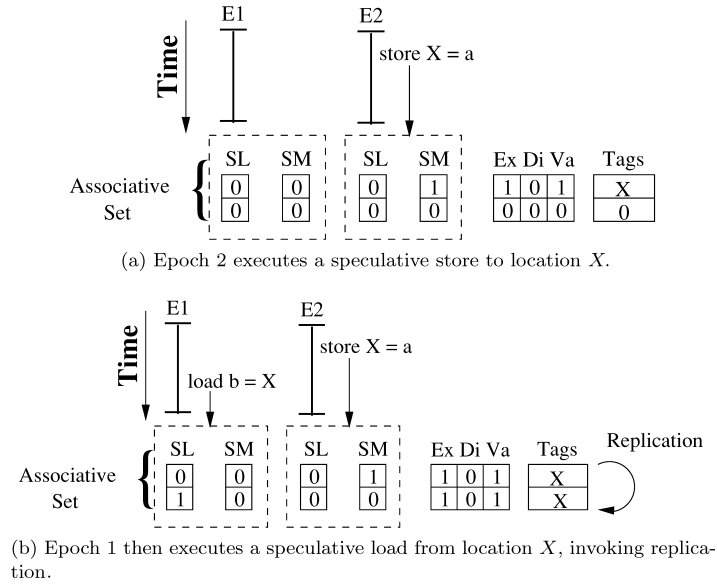 E1 E2
Time
store X = a
SL SM SL SM Ex Di Va Tags
Associative 0 0 0 1 1 0 1 X
Set 0 0 0 0 0 0 0 0
(a) Epoch 2 executes a speculative store to location X.
E1 E2
Time
store X = a
load b = X
SL SM SL SM Ex Di Va Tags Replication
Associative 0 0 0 1 1 0 1 X
Set 1 0 0 0 1 0 1 X
(b) Epoch 1 then executes a speculative load from location X, invoking replica-
tion.